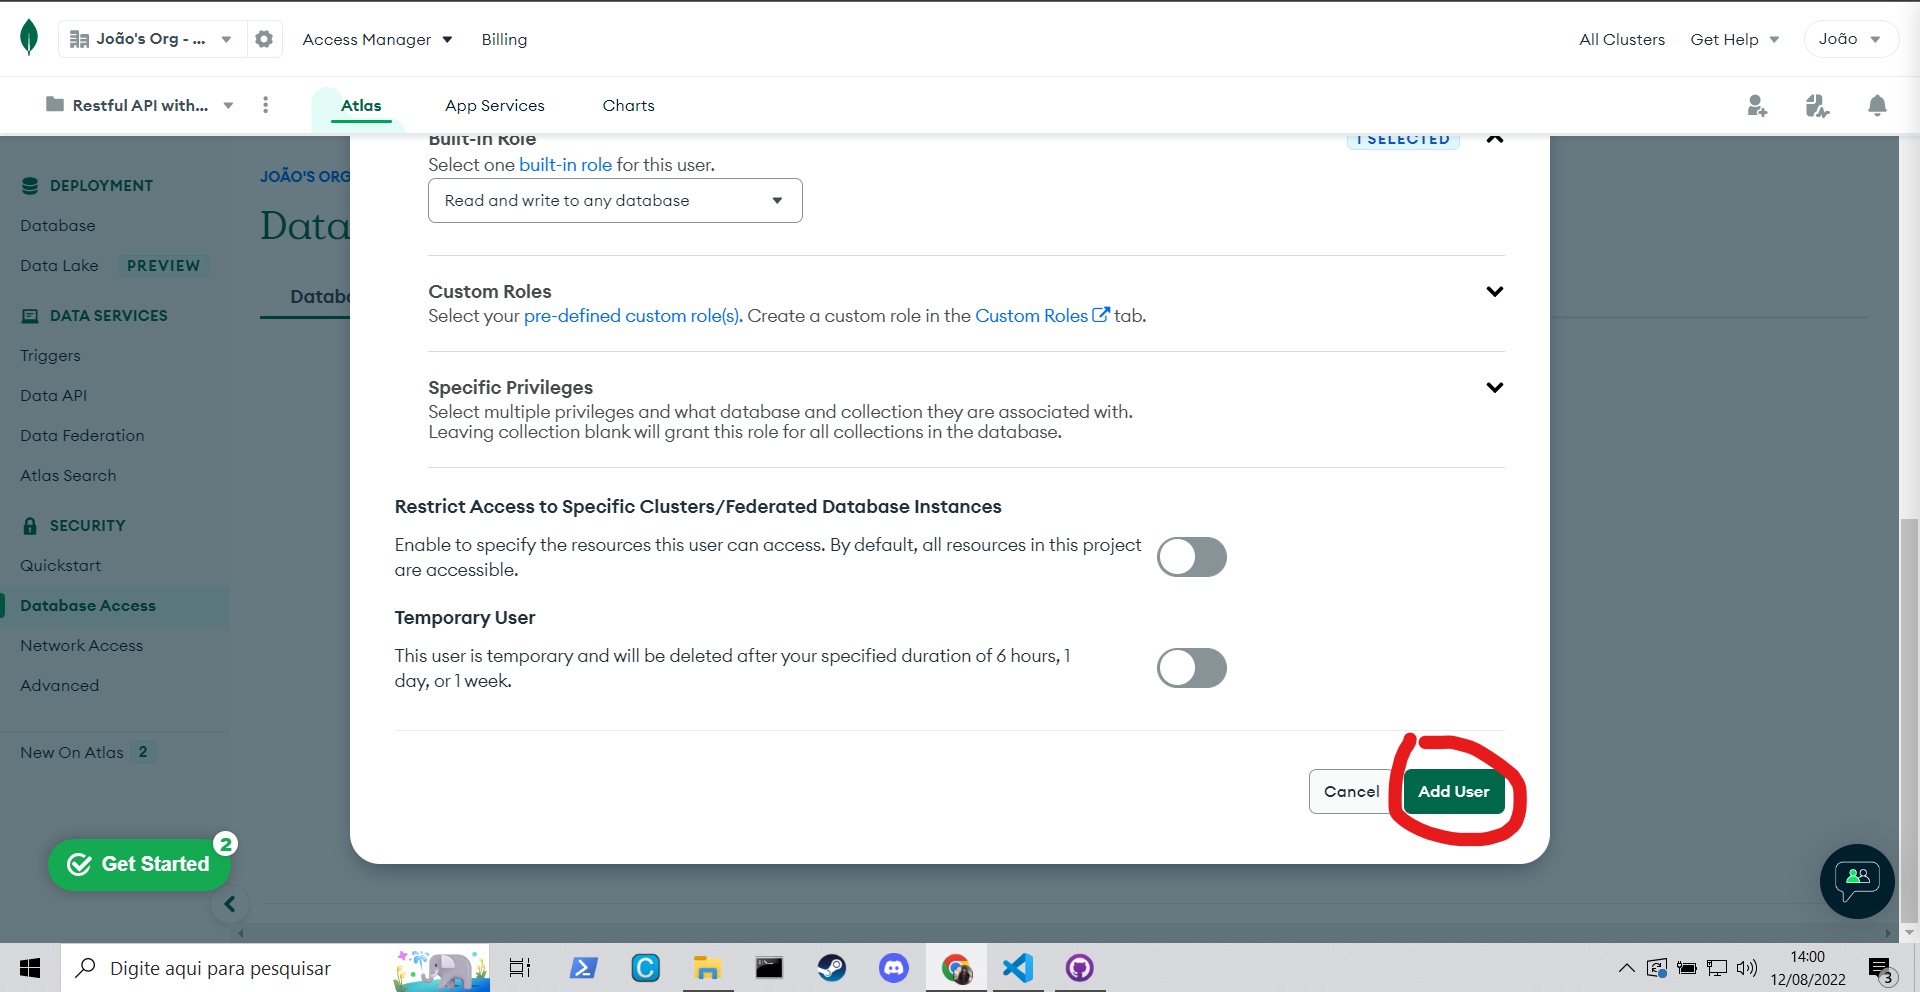 João's Org - ...
Access Manager
Billing
All Clusters
Get Help
João
Restful API with...
Atlas
App Services
Charts
DEPLOYMENT
Database
Data Lake PREVIEW
DATA SERVICES
Triggers
Data API
Data Federation
Atlas Search
SECURITY
Quickstart
Database Access
Network Access
Advanced
New On Atlas 2
Get Started 2
JOÃO'S ORG
Data
Databa
Built-in Role
1 SELECTED
Select one built-in role for this user.
Read and write to any database
Custom Roles
Select your pre-defined custom role(s). Create a custom role in the Custom Roles tab.
Specific Privileges
Select multiple privileges and what database and collection they are associated with.
Leaving collection blank will grant this role for all collections in the database.
Restrict Access to Specific Clusters/Federated Database Instances
Enable to specify the resources this user can access. By default, all resources in this project
are accessible.
Temporary User
This user is temporary and will be deleted after your specified duration of 6 hours, 1
day, or 1 week.
Cancel
Add User
Digite aqui para pesquisar
14:00
12/08/2022
3